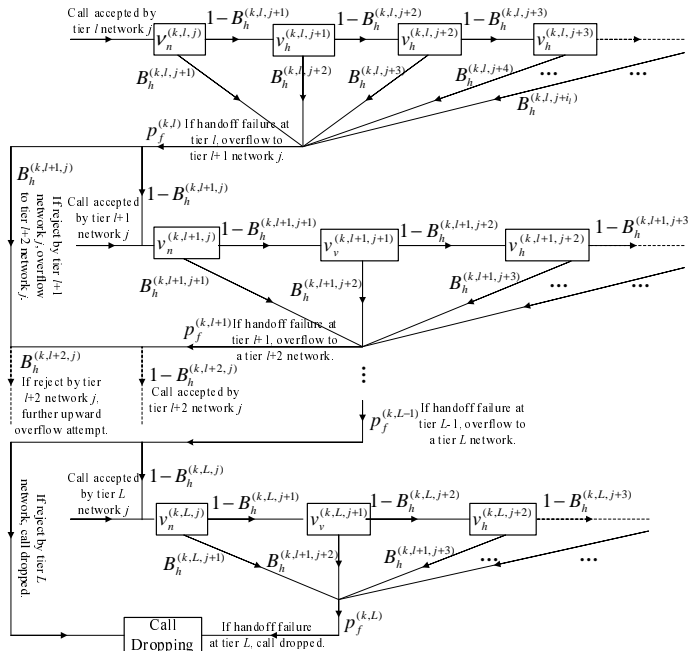 Call accepted by
tier l network j
1−B_h^(k,l,j+1)
1−B_h^(k,l,j+2)
1−B_h^(k,l,j+3)
v_n^(k,l,j)
v_h^(k,l,j+1)
v_h^(k,l,j+2)
v_h^(k,l,j+3)
B_h^(k,l,j+1)
B_h^(k,l,j+2)
B_h^(k,l,j+3)
B_h^(k,l,j+4)
...
...
B_h^(k,l,j+i_l)
p_f^(k,l)
If handoff failure at
tier l, overflow to
tier l+1 network j.
B_h^(k,l+1,j)
1−B_h^(k,l+1,j)
If reject by tier l+1
network j, overflow
to tier l+2 network j.
Call accepted
by tier l+1
network j
1−B_h^(k,l+1,j+1)
1−B_h^(k,l+1,j+2)
1−B_h^(k,l+1,j+3
v_n^(k,l+1,j)
v_v^(k,l+1,j+1)
v_h^(k,l+1,j+2)
B_h^(k,l+1,j+1)
B_h^(k,l+1,j+2)
B_h^(k,l+1,j+3)
...
...
p_f^(k,l+1)
If handoff failure at
tier l+1, overflow to
a tier l+2 network.
B_h^(k,l+2,j)
If reject by tier
l+2 network j,
further upward
overflow attempt.
1−B_h^(k,l+2,j)
Call accepted by
tier l+2 network j
⋮
p_f^(k,L−1)
If handoff failure at
tier L-1, overflow to
a tier L network.
1−B_h^(k,L,j)
If reject by tier L
network, call dropped.
Call accepted
by tier L
network j
1−B_h^(k,L,j+1)
1−B_h^(k,L,j+2)
1−B_h^(k,L,j+3)
v_n^(k,L,j)
v_v^(k,L,j+1)
v_h^(k,L,j+2)
B_h^(k,L,j+1)
B_h^(k,l+1,j+2)
B_h^(k,l+1,j+3)
...
...
p_f^(k,L)
Call
Dropping
If handoff failure
at tier L, call dropped.